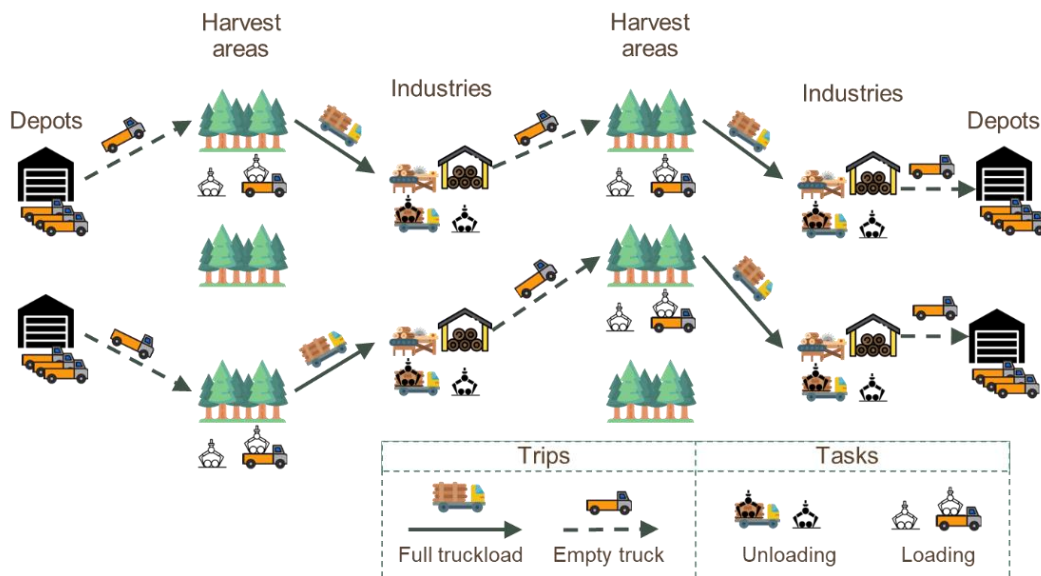 Harvest
areas
Harvest
areas
Industries
Industries
Depots
Depots
Trips
Tasks
Full truckload
Empty truck
Unloading
Loading